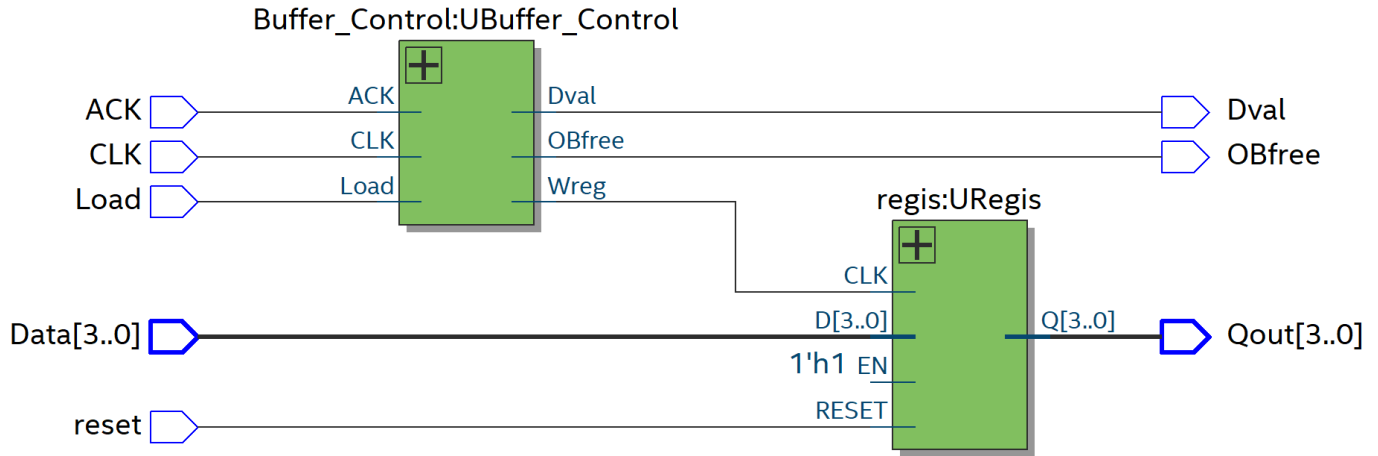 Buffer_Control:UBuffer_Control
ACK
ACK
Dval
Dval
CLK
CLK
OBfree
OBfree
Load
Load
Wreg
regis:URegis
CLK
Data[3..0]
D[3..0]
Q[3..0]
Qout[3..0]
1'h1 EN
reset
RESET